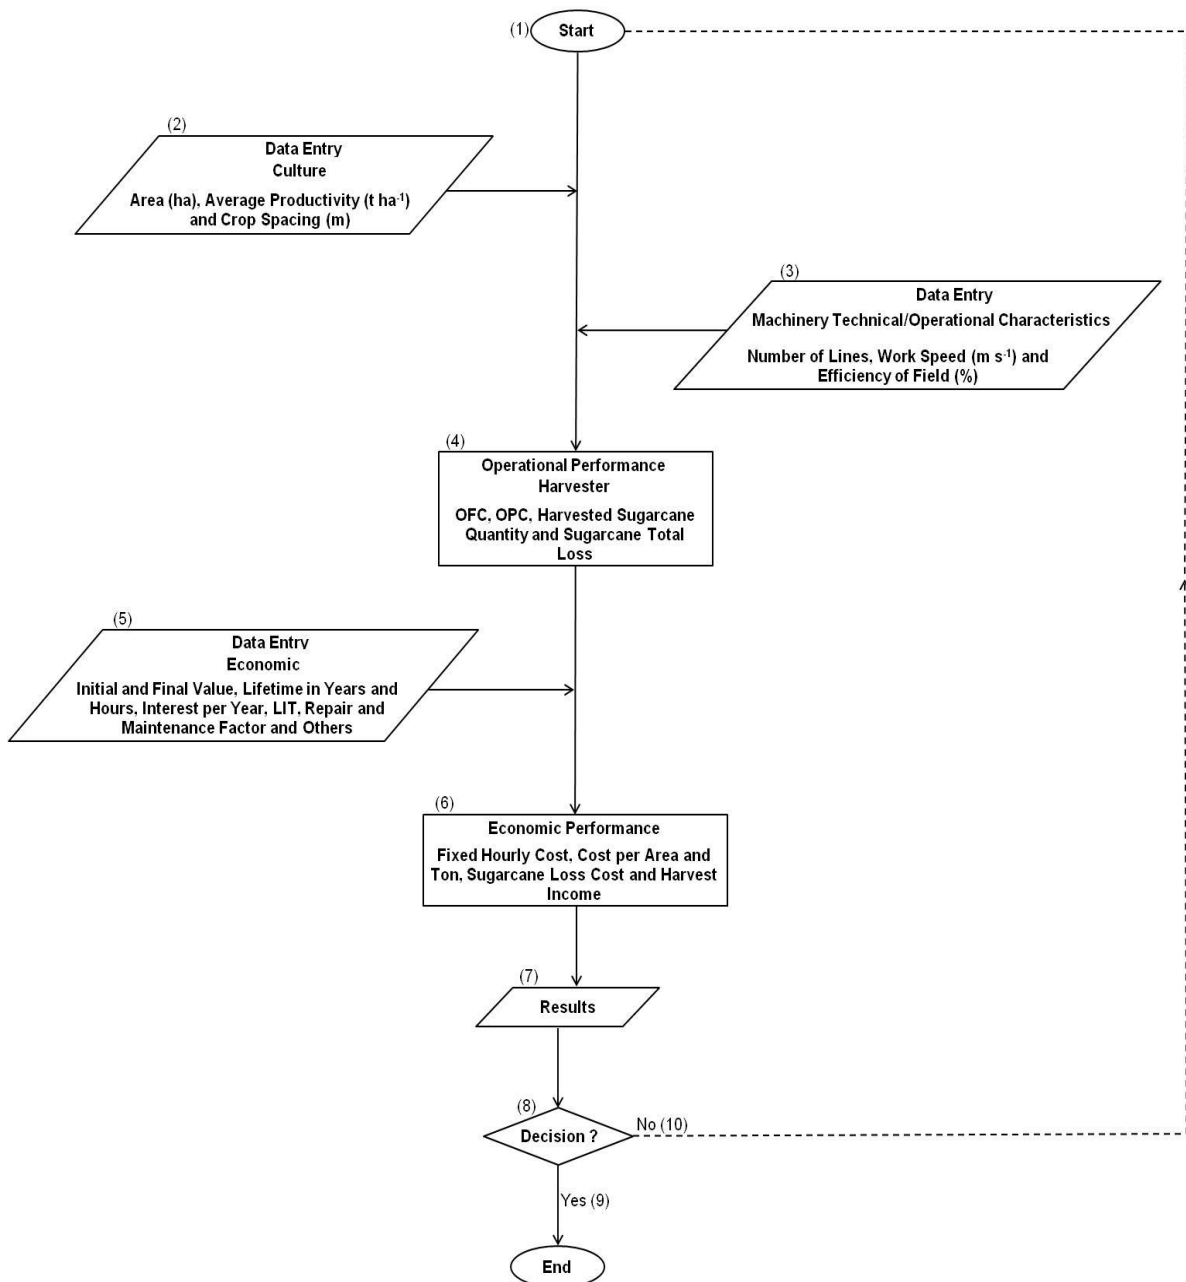 (1)
Start
(2)
Data Entry
Culture
Area (ha), Average Productivity (t ha⁻¹)
and Crop Spacing (m)
(3)
Data Entry
Machinery Technical/Operational Characteristics
Number of Lines, Work Speed (m s⁻¹) and
Efficiency of Field (%)
(4)
Operational Performance
Harvester
OFC, OPC, Harvested Sugarcane
Quantity and Sugarcane Total
Loss
(5)
Data Entry
Economic
Initial and Final Value, Lifetime in Years and
Hours, Interest per Year, LIT, Repair and
Maintenance Factor and Others
(6)
Economic Performance
Fixed Hourly Cost, Cost per Area and
Ton, Sugarcane Loss Cost and Harvest
Income
(7)
Results
(8)
Decision ?
No (10)
Yes (9)
End